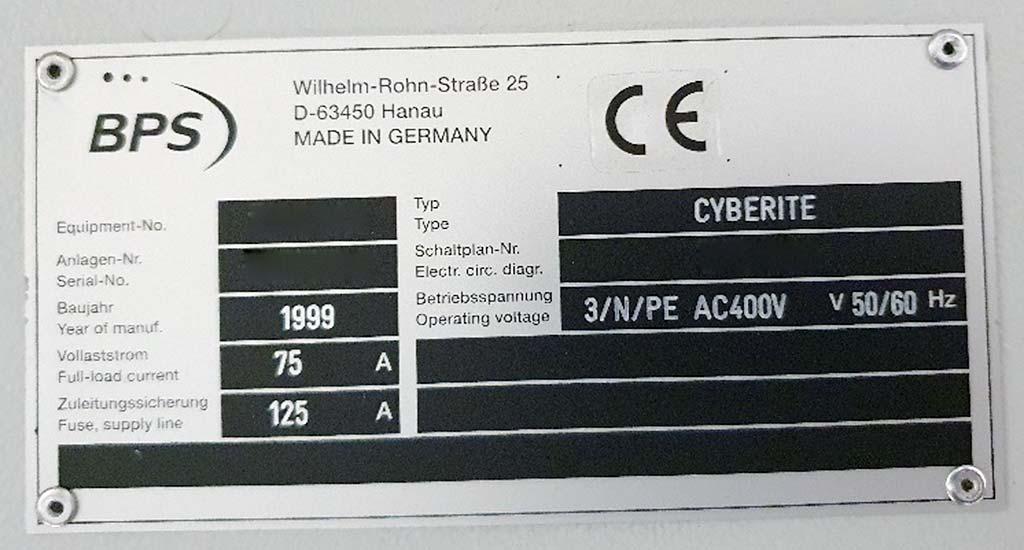 BPS
Wilhelm-Rohn-Straße 25
D-63450 Hanau
MADE IN GERMANY
CE
Equipment-No.
Anlagen-Nr.
Serial-No.
Baujahr
Year of manuf.
1999
Vollaststrom
Full-load current
75 A
Zuleitungssicherung
Fuse, supply line
125 A
Typ
Type
CYBERITE
Schaltplan-Nr.
Electr. circ. diagr.
Betriebsspannung
Operating voltage
3/N/PE AC400V V 50/60 Hz